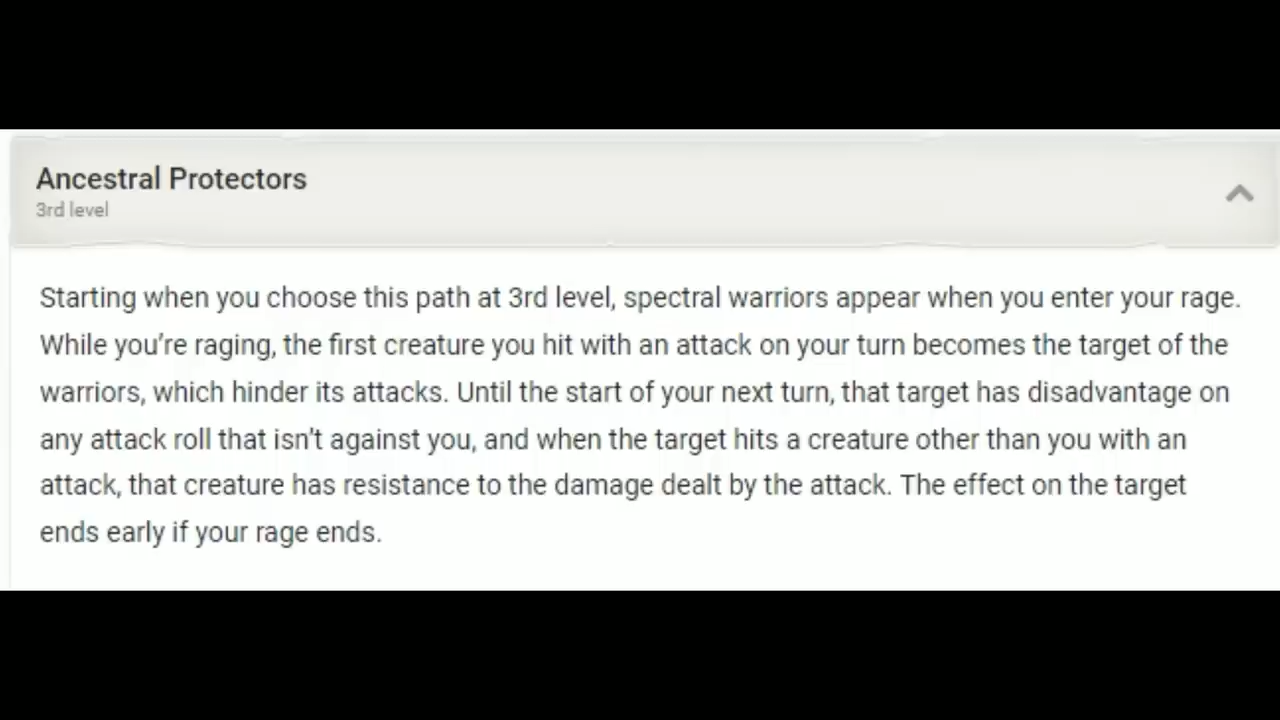 Ancestral Protectors
3rd level
Starting when you choose this path at 3rd level, spectral warriors appear when you enter your rage.
While you’re raging, the first creature you hit with an attack on your turn becomes the target of the
warriors, which hinder its attacks. Until the start of your next turn, that target has disadvantage on
any attack roll that isn’t against you, and when the target hits a creature other than you with an
attack, that creature has resistance to the damage dealt by the attack. The effect on the target
ends early if your rage ends.